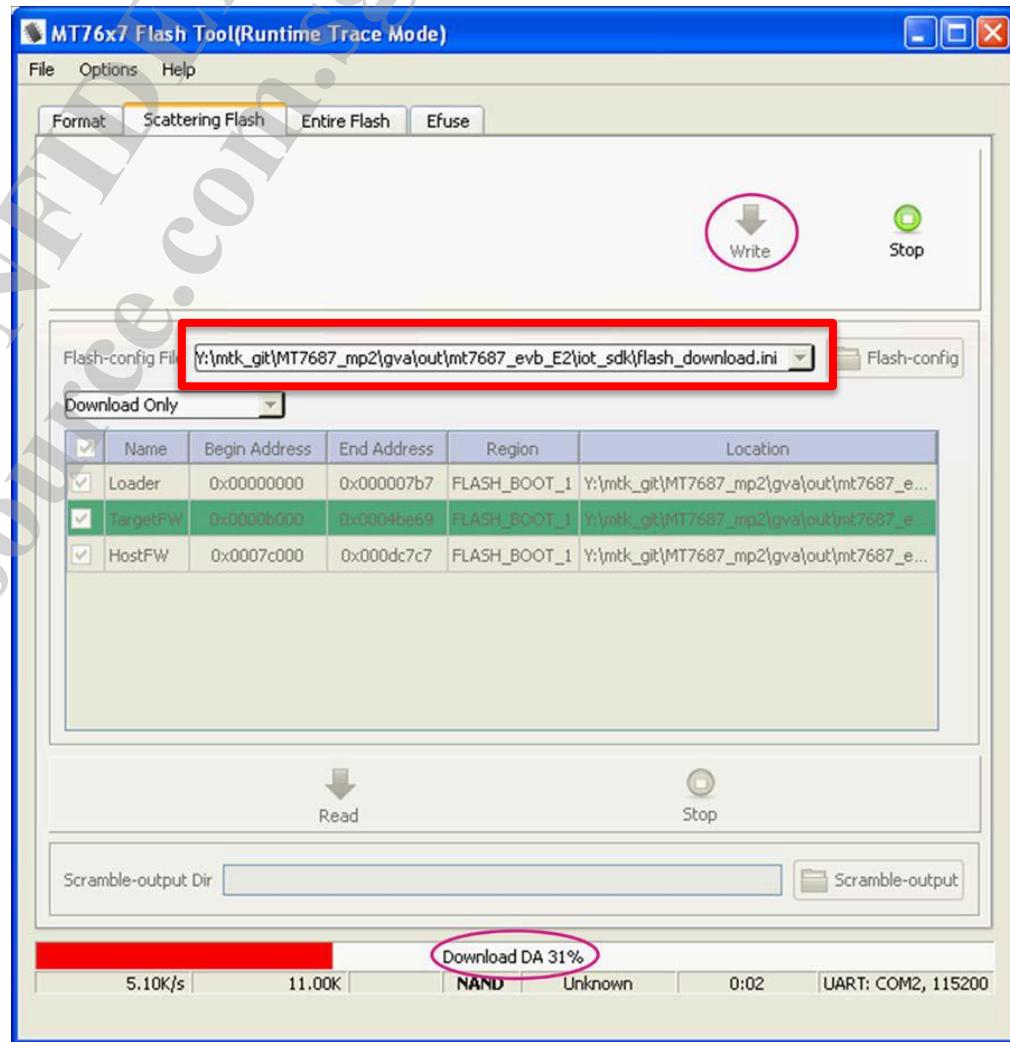 MT76x7 Flash Tool(Runtime Trace Mode)
File Options Help
Format Scattering Flash Entire Flash Efuse
Write Stop
Flash-config File Y:\mtk_git\MT7687_mp2\gva\out\mt7687_evb_E2\iot_sdk\flash_download.ini Flash-config
Download Only
Name Begin Address End Address Region Location
Loader 0x00000000 0x000007b7 FLASH_BOOT_1 Y:\mtk_git\MT7687_mp2\gva\out\mt7687_e...
TargetFW 0x0000b000 0x0004be69 FLASH_BOOT_1 Y:\mtk_git\MT7687_mp2\gva\out\mt7687_e...
HostFW 0x0007c000 0x000dc7c7 FLASH_BOOT_1 Y:\mtk_git\MT7687_mp2\gva\out\mt7687_e...
Read Stop
Scramble-output Dir Scramble-output
Download DA 31%
5.10K/s 11.00K NAND Unknown 0:02 UART: COM2, 115200